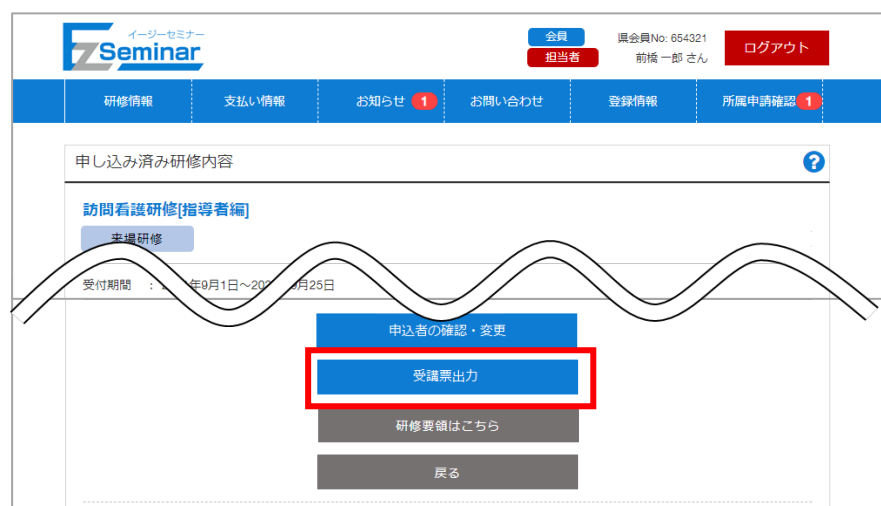 イージーセミナー
EZ Seminar
会員
担当者
県会員No: 654321
前橋 一郎 さん
ログアウト
研修情報
支払い情報
お知らせ 1
お問い合わせ
登録情報
所属申請確認 1
申し込み済み研修内容
?
訪問看護研修[指導者編]
来場研修
受付期間 : 2 年9月1日～202 9月25日
申込者の確認・変更
受講票出力
研修要領はこちら
戻る